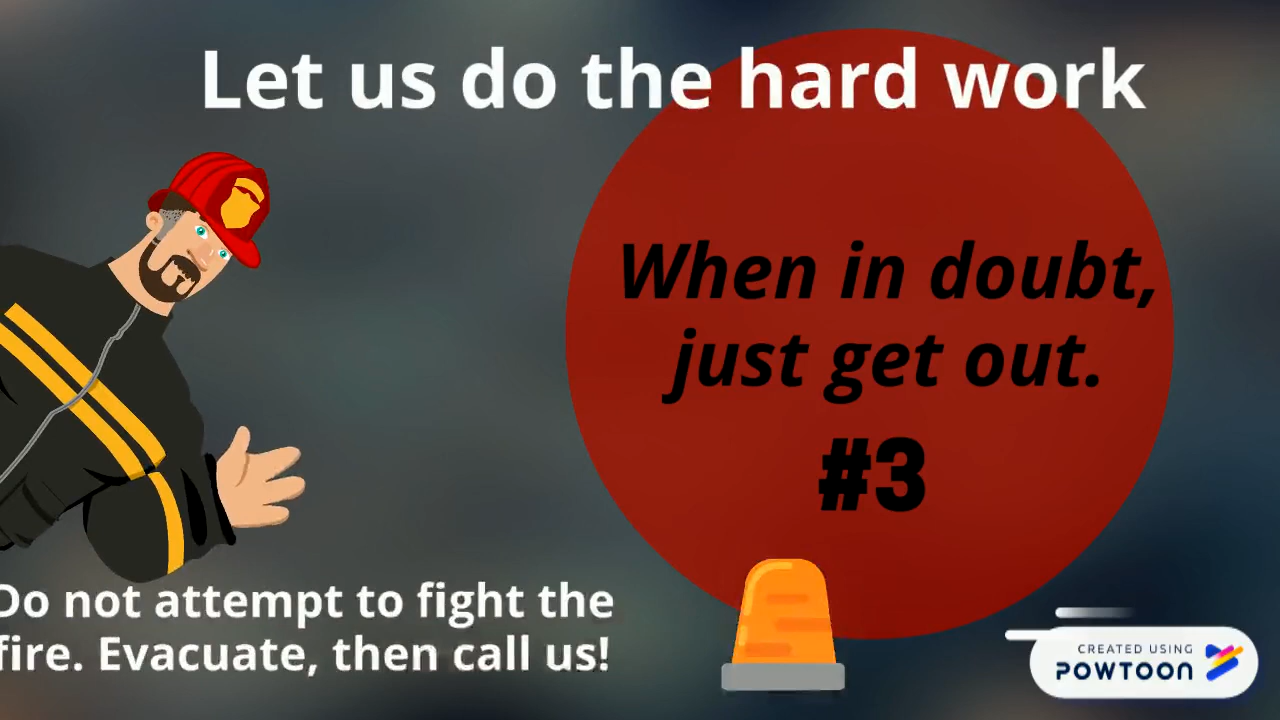 Let us do the hard work
When in doubt,
just get out.
#3
Do not attempt to fight the
fire. Evacuate, then call us!
CREATED USING
POWTOON